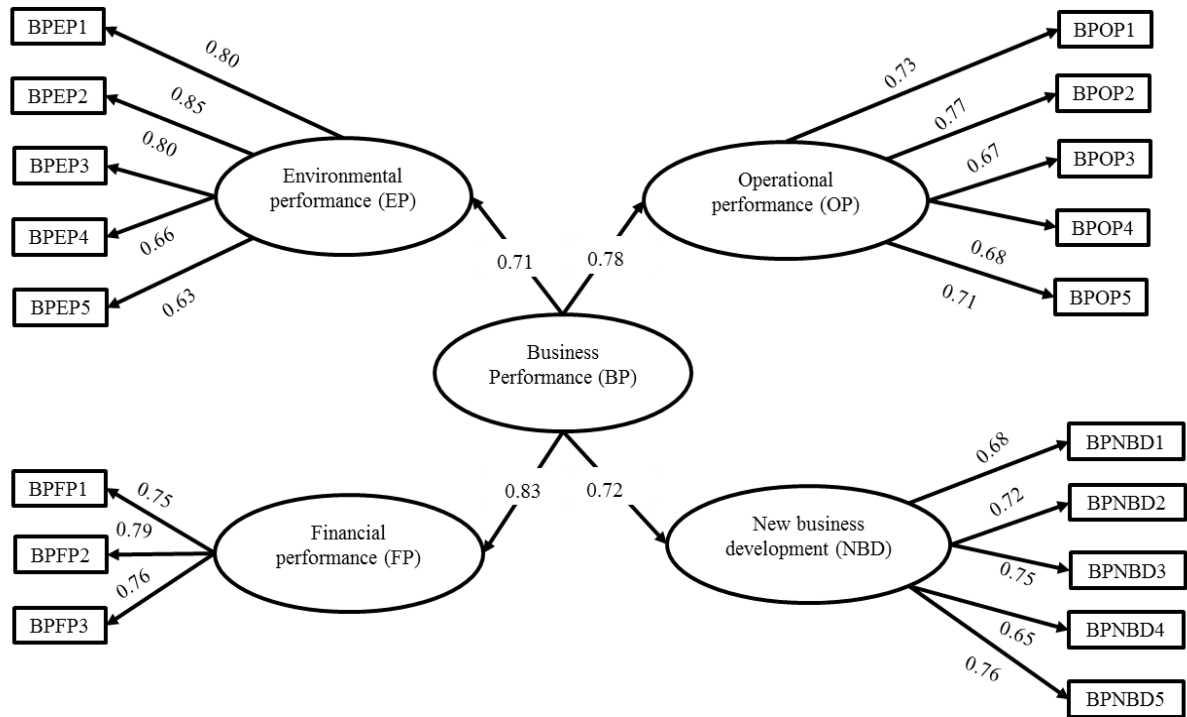 BPEP1
0.80
BPEP2
0.85
BPEP3
0.80
BPEP4
0.66
BPEP5
0.63
Environmental
performance (EP)
BPOP1
0.73
BPOP2
0.77
BPOP3
0.67
BPOP4
0.68
BPOP5
0.71
Operational
performance (OP)
0.71
0.78
Business
Performance (BP)
0.83
0.72
BPFP1
0.75
BPFP2
0.79
BPFP3
0.76
Financial
performance (FP)
New business
development (NBD)
BPNBD1
0.68
BPNBD2
0.72
BPNBD3
0.75
BPNBD4
0.65
BPNBD5
0.76